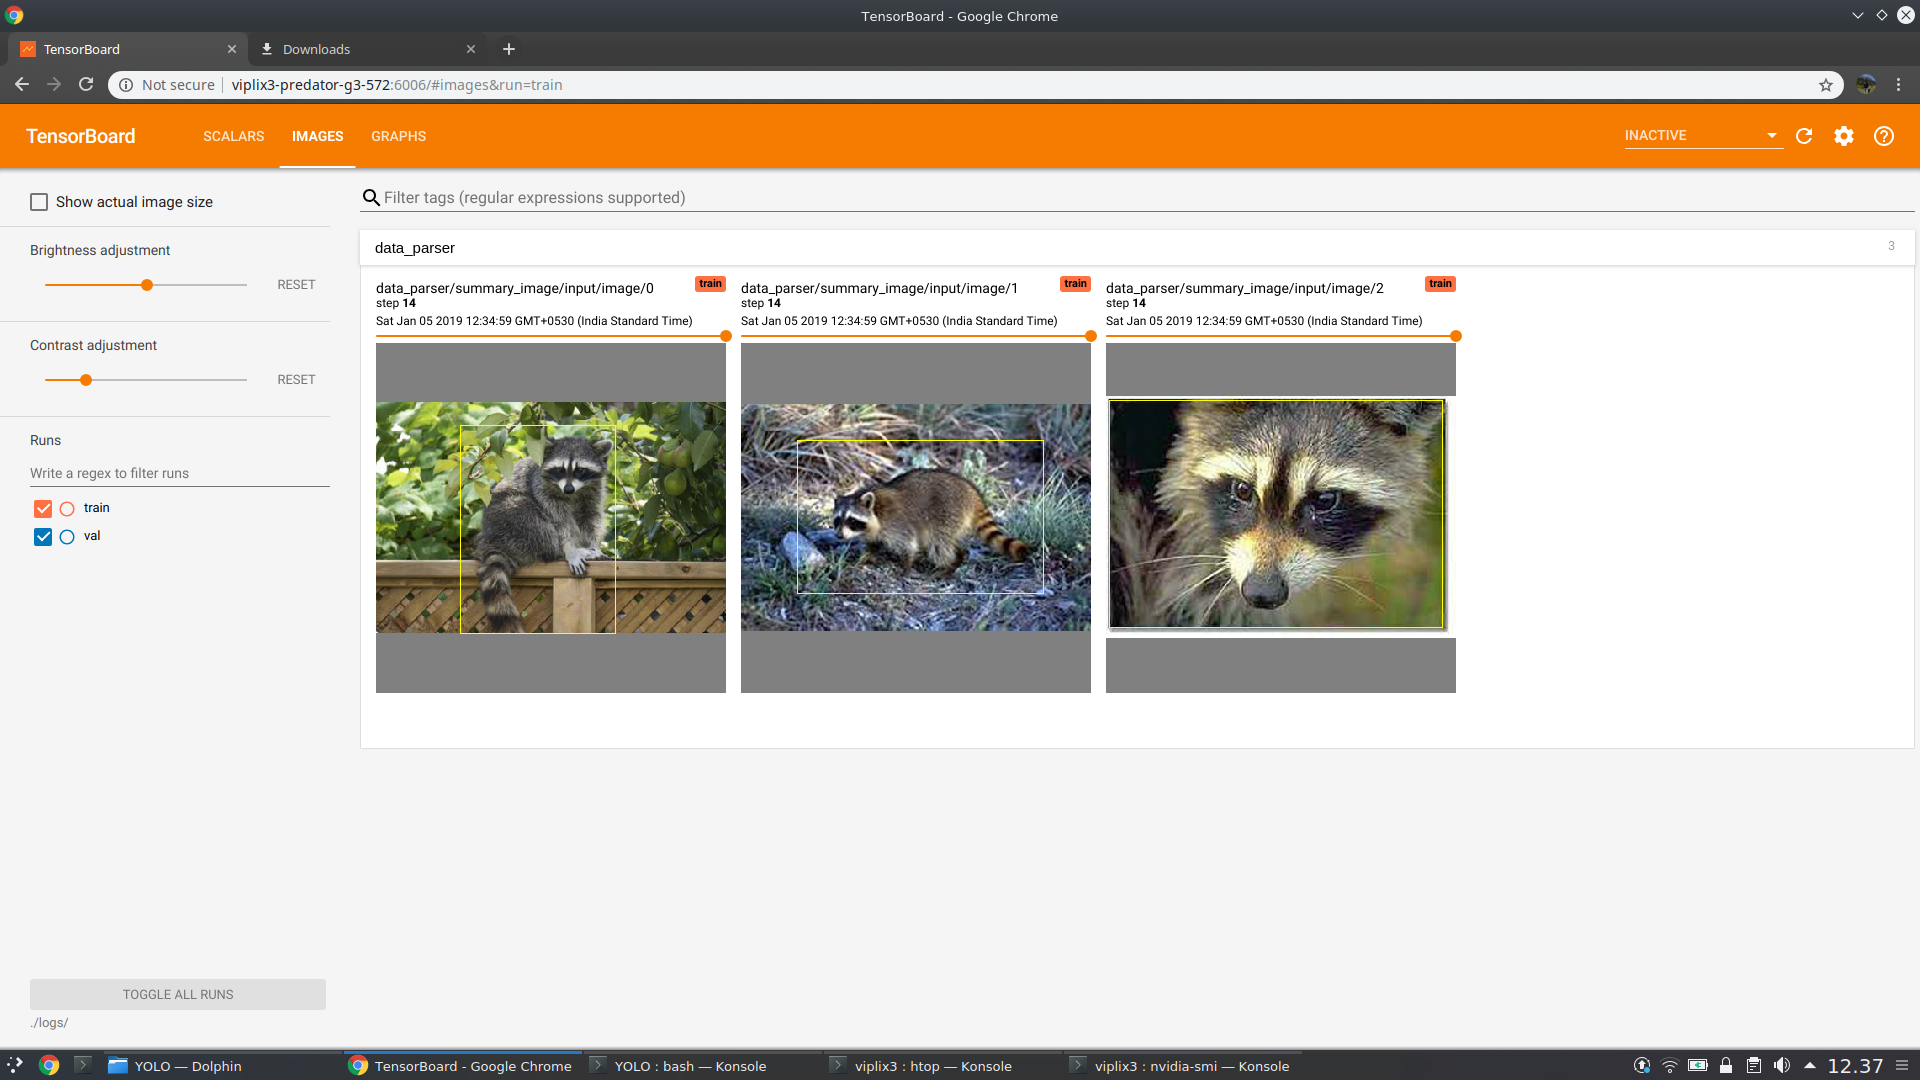 TensorBoard - Google Chrome
TensorBoard
Downloads
Not secure
viplix3-predator-g3-572:6006/#images&run=train
TensorBoard
SCALARS
IMAGES
GRAPHS
INACTIVE
Show actual image size
Brightness adjustment
RESET
Contrast adjustment
RESET
Runs
Write a regex to filter runs
train
val
TOGGLE ALL RUNS
./logs/
Filter tags (regular expressions supported)
data_parser
3
data_parser/summary_image/input/image/0
train
step 14
Sat Jan 05 2019 12:34:59 GMT+0530 (India Standard Time)
data_parser/summary_image/input/image/1
train
step 14
Sat Jan 05 2019 12:34:59 GMT+0530 (India Standard Time)
data_parser/summary_image/input/image/2
train
step 14
Sat Jan 05 2019 12:34:59 GMT+0530 (India Standard Time)
YOLO — Dolphin
TensorBoard - Google Chrome
YOLO : bash — Konsole
viplix3 : htop — Konsole
viplix3 : nvidia-smi — Konsole
12.37